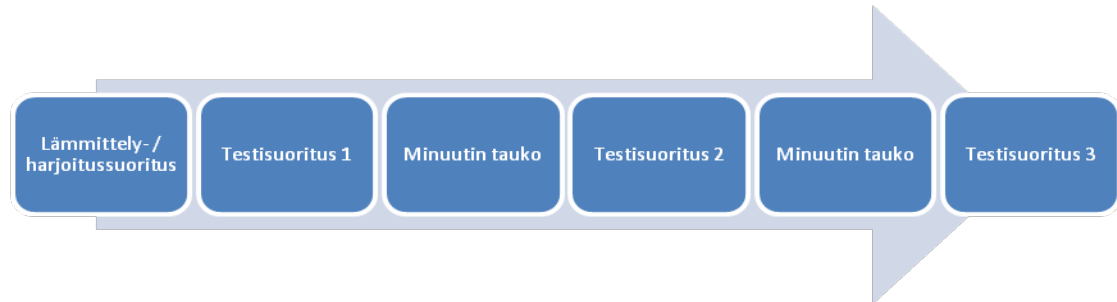 Lämmittely- /
harjoitussuoritus
Testisuoritus 1
Minuutin tauko
Testisuoritus 2
Minuutin tauko
Testisuoritus 3